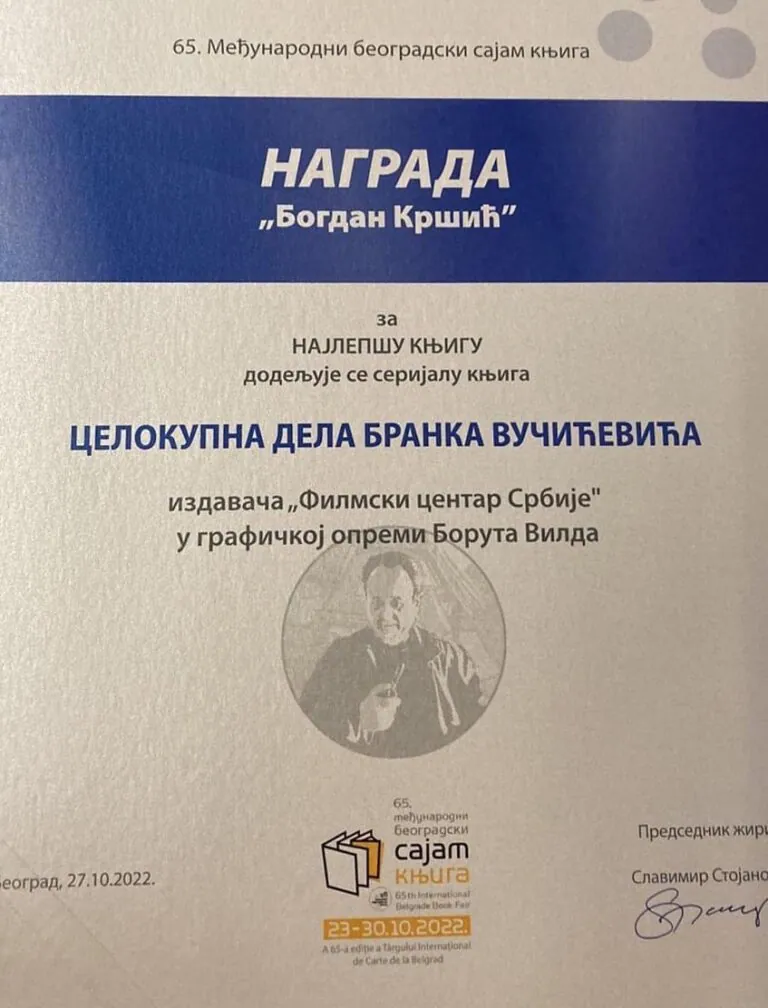 65. Међународни београдски сајам књига
НАГРАДА
„Богдан Кршић”
за
НАЈЛЕПШУ КЊИГУ
додељује се серијалу књига
ЦЕЛОКУПНА ДЕЛА БРАНКА ВУЧИЋЕВИЋА
издавача „Филмски центар Србије"
у графичкој опреми Борута Вилда
65.
међународни
београдски
сајам
књига
65th International
Belgrade Book Fair
23-30.10.2022.
A 65-a ediție a Târgului Internațional
de Carte de la Belgrad
еоград, 27.10.2022.
Председник жири
Славимир Стојано